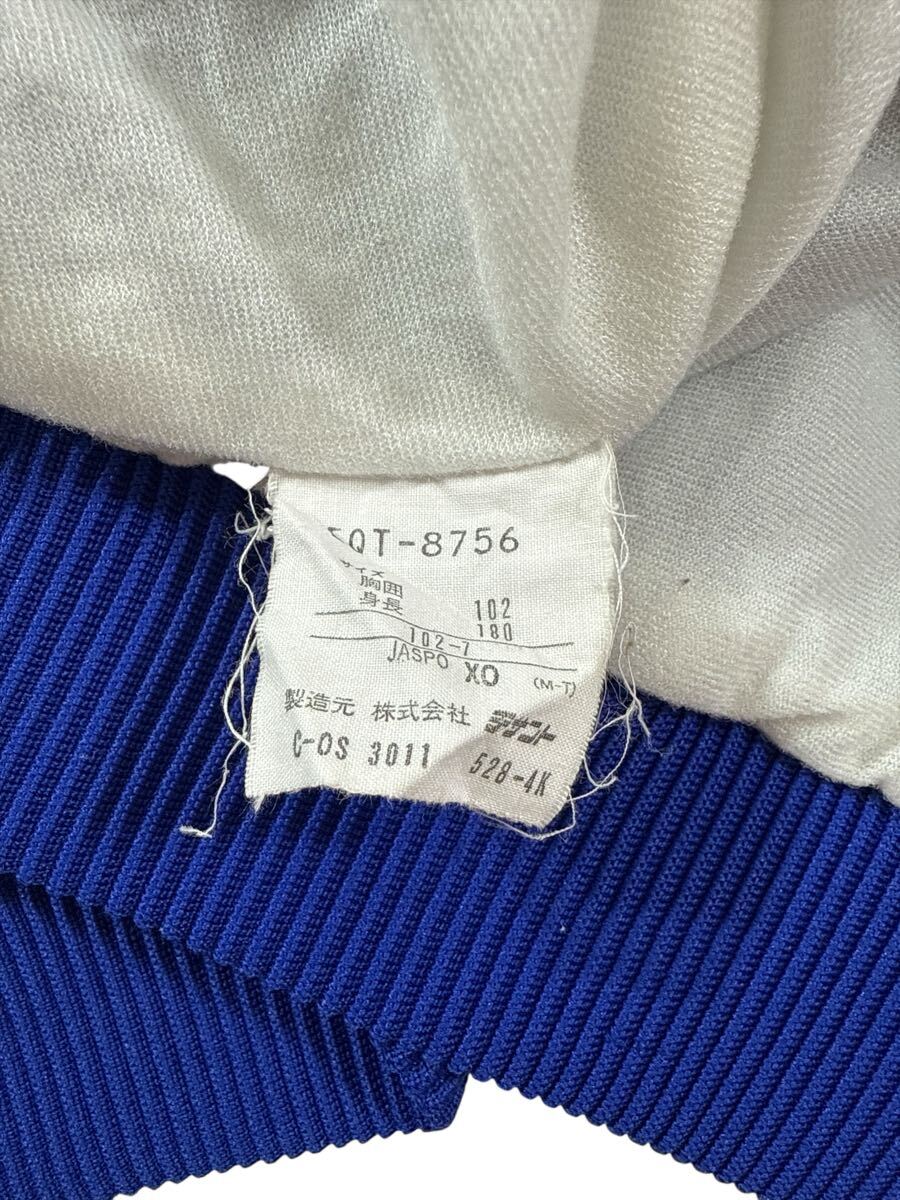 EQT-8756
サイズ
胸囲 102
身長 180
102-7
JASPO XO (M-T)
製造元 株式会社 デサント
C-OS 3011 528-4K